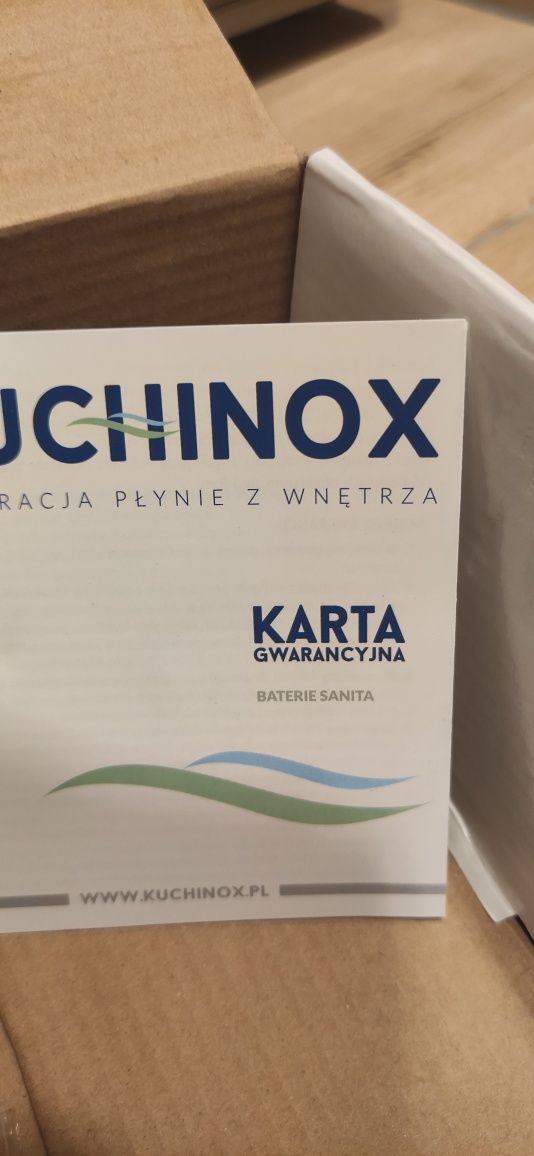 UCHINOX
RACJA PŁYNIE Z WNĘTRZA
KARTA
GWARANCYJNA
BATERIE SANITA
WWW.KUCHINOX.PL